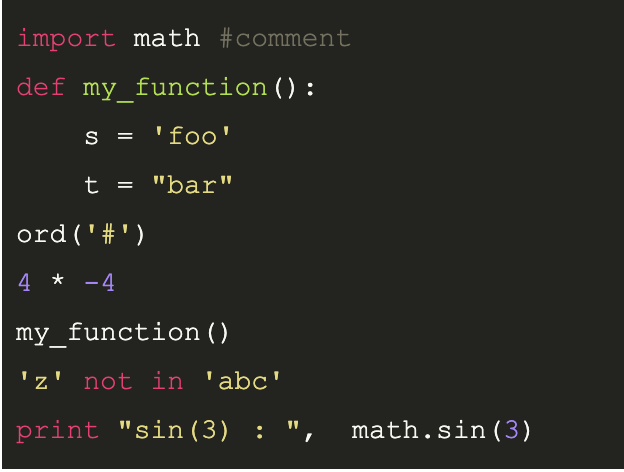 import math #comment
def my_function():
    s = 'foo'
    t = "bar"
ord('#')
4 * -4
my_function()
'z' not in 'abc'
print "sin(3) : ",  math.sin(3)